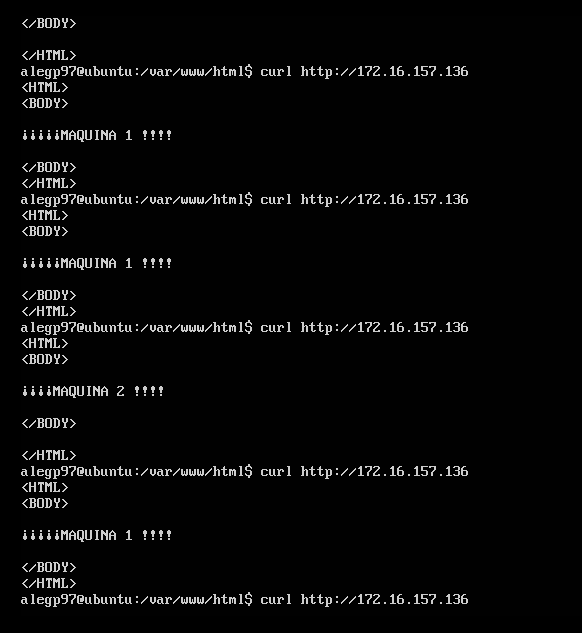 </BODY>
</HTML>
alegp97@ubuntu:/var/www/html$ curl http://172.16.157.136
<HTML>
<BODY>
¡¡¡¡¡MAQUINA 1 !!!!
</BODY>
</HTML>
alegp97@ubuntu:/var/www/html$ curl http://172.16.157.136
<HTML>
<BODY>
¡¡¡¡¡MAQUINA 1 !!!!
</BODY>
</HTML>
alegp97@ubuntu:/var/www/html$ curl http://172.16.157.136
<HTML>
<BODY>
¡¡¡¡MAQUINA 2 !!!!
</BODY>
</HTML>
alegp97@ubuntu:/var/www/html$ curl http://172.16.157.136
<HTML>
<BODY>
¡¡¡¡¡MAQUINA 1 !!!!
</BODY>
</HTML>
alegp97@ubuntu:/var/www/html$ curl http://172.16.157.136